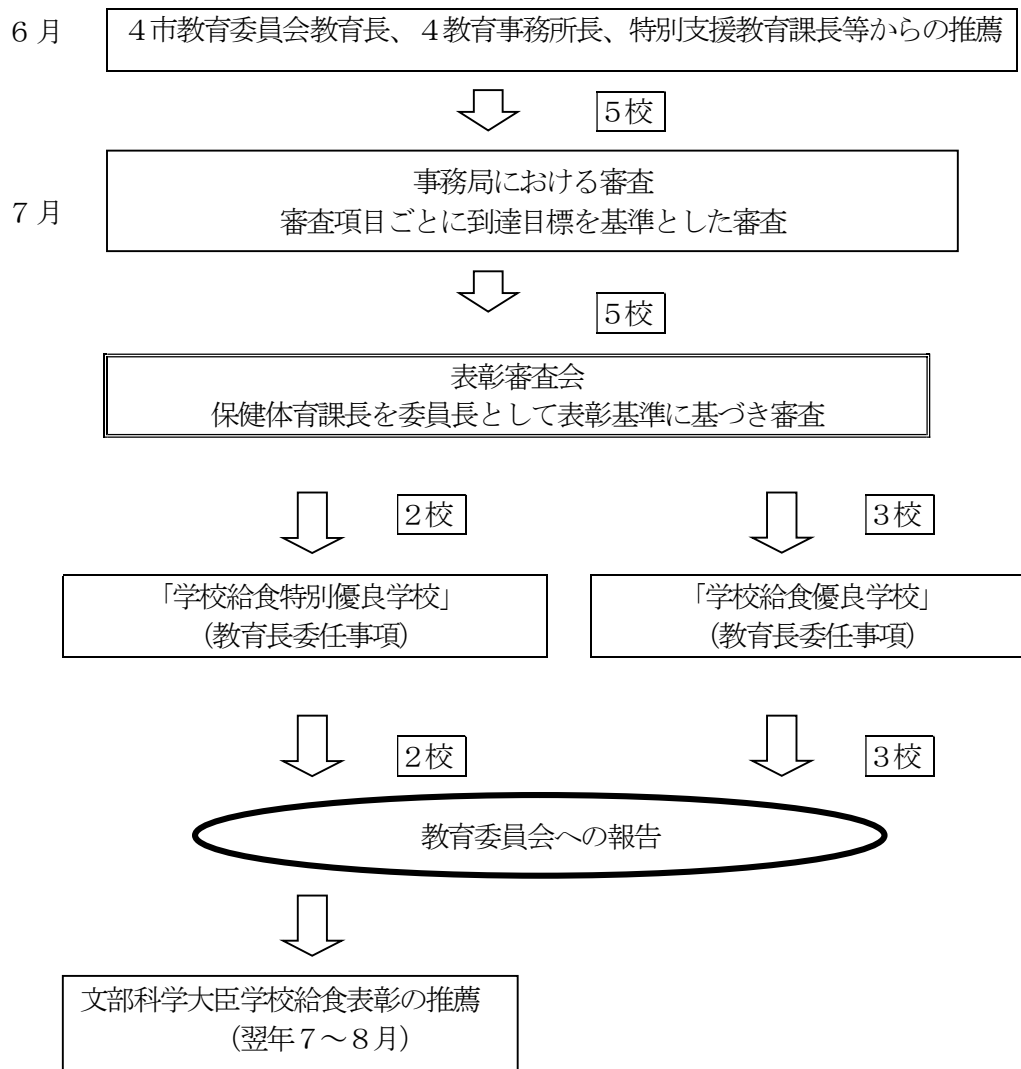 ６月
４市教育委員会教育長、４教育事務所長、特別支援教育課長等からの推薦
５校
７月
事務局における審査
審査項目ごとに到達目標を基準とした審査
５校
表彰審査会
保健体育課長を委員長として表彰基準に基づき審査
２校
３校
「学校給食特別優良学校」
（教育長委任事項）
「学校給食優良学校」
（教育長委任事項）
２校
３校
教育委員会への報告
文部科学大臣学校給食表彰の推薦
（翌年７～８月）